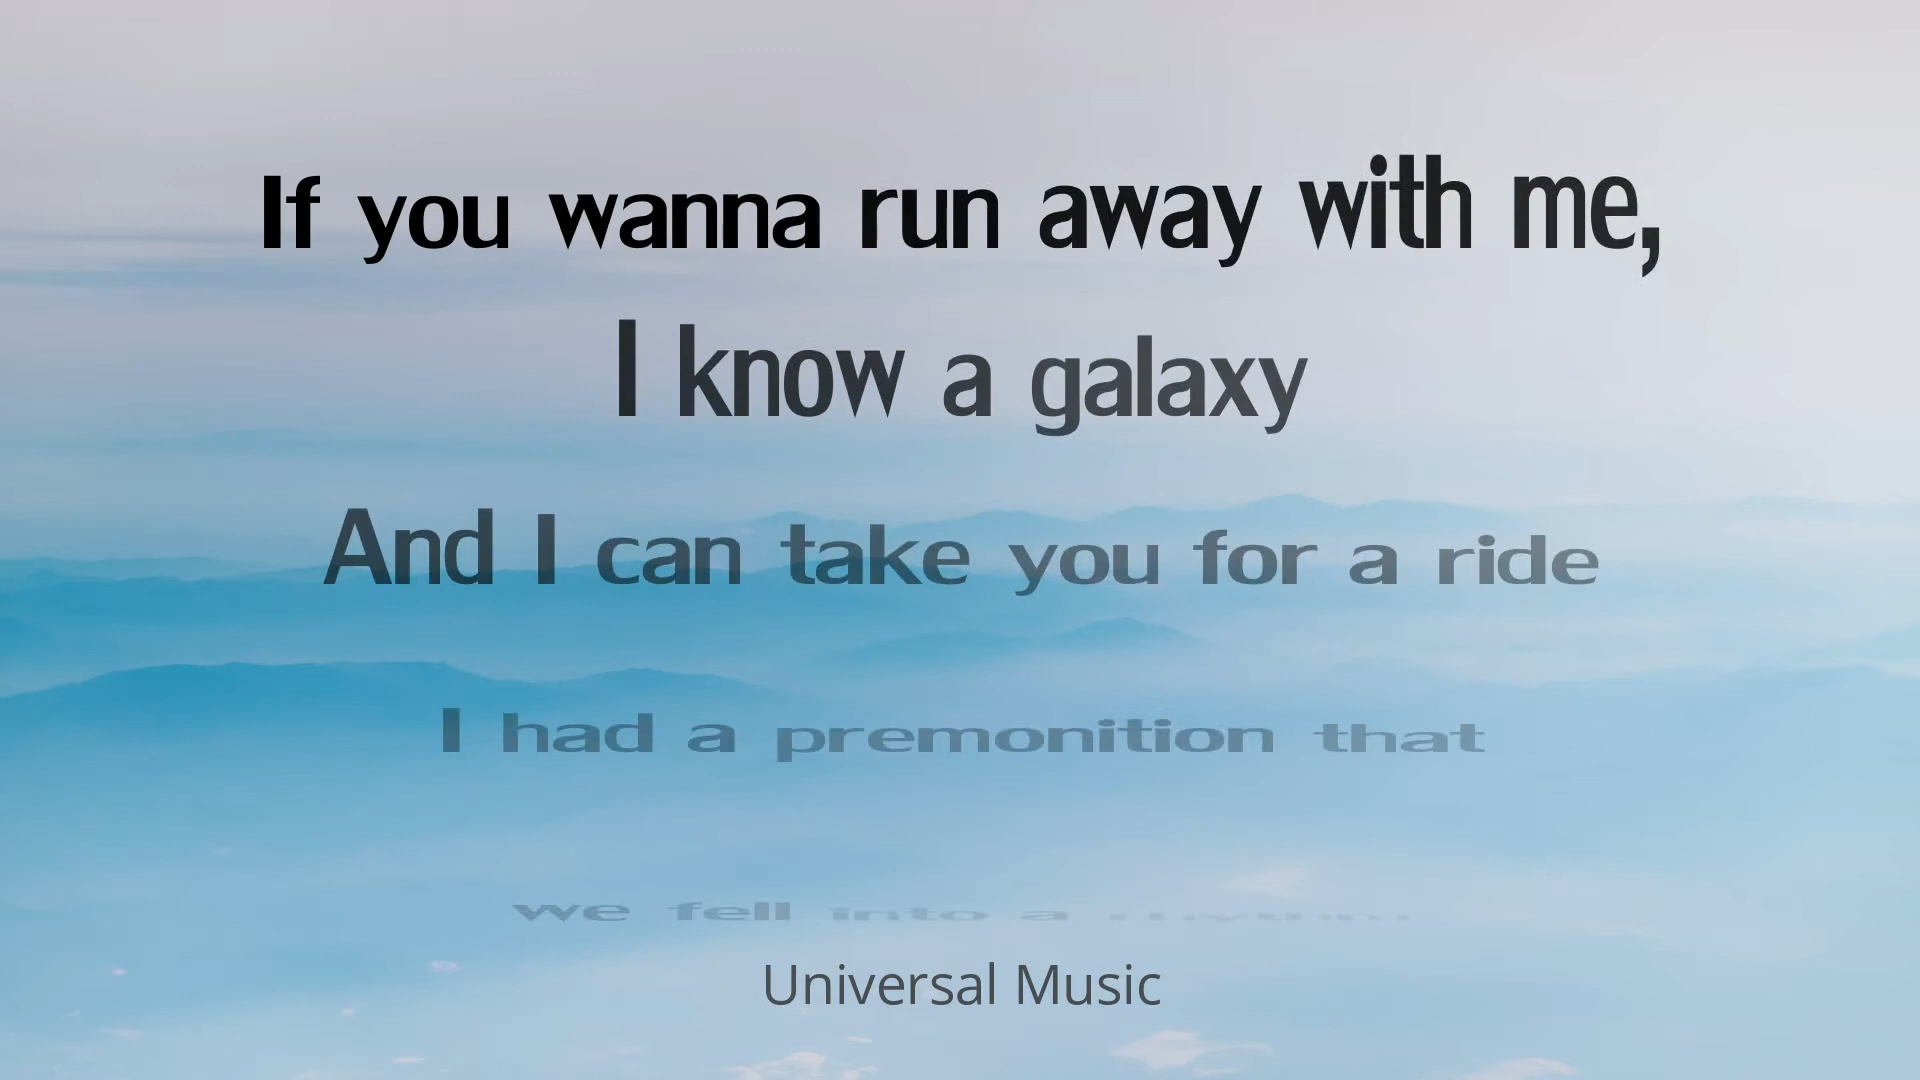 If you wanna run away with me,
I know a galaxy
And I can take you for a ride
I had a premonition that
we fell into a
Universal Music